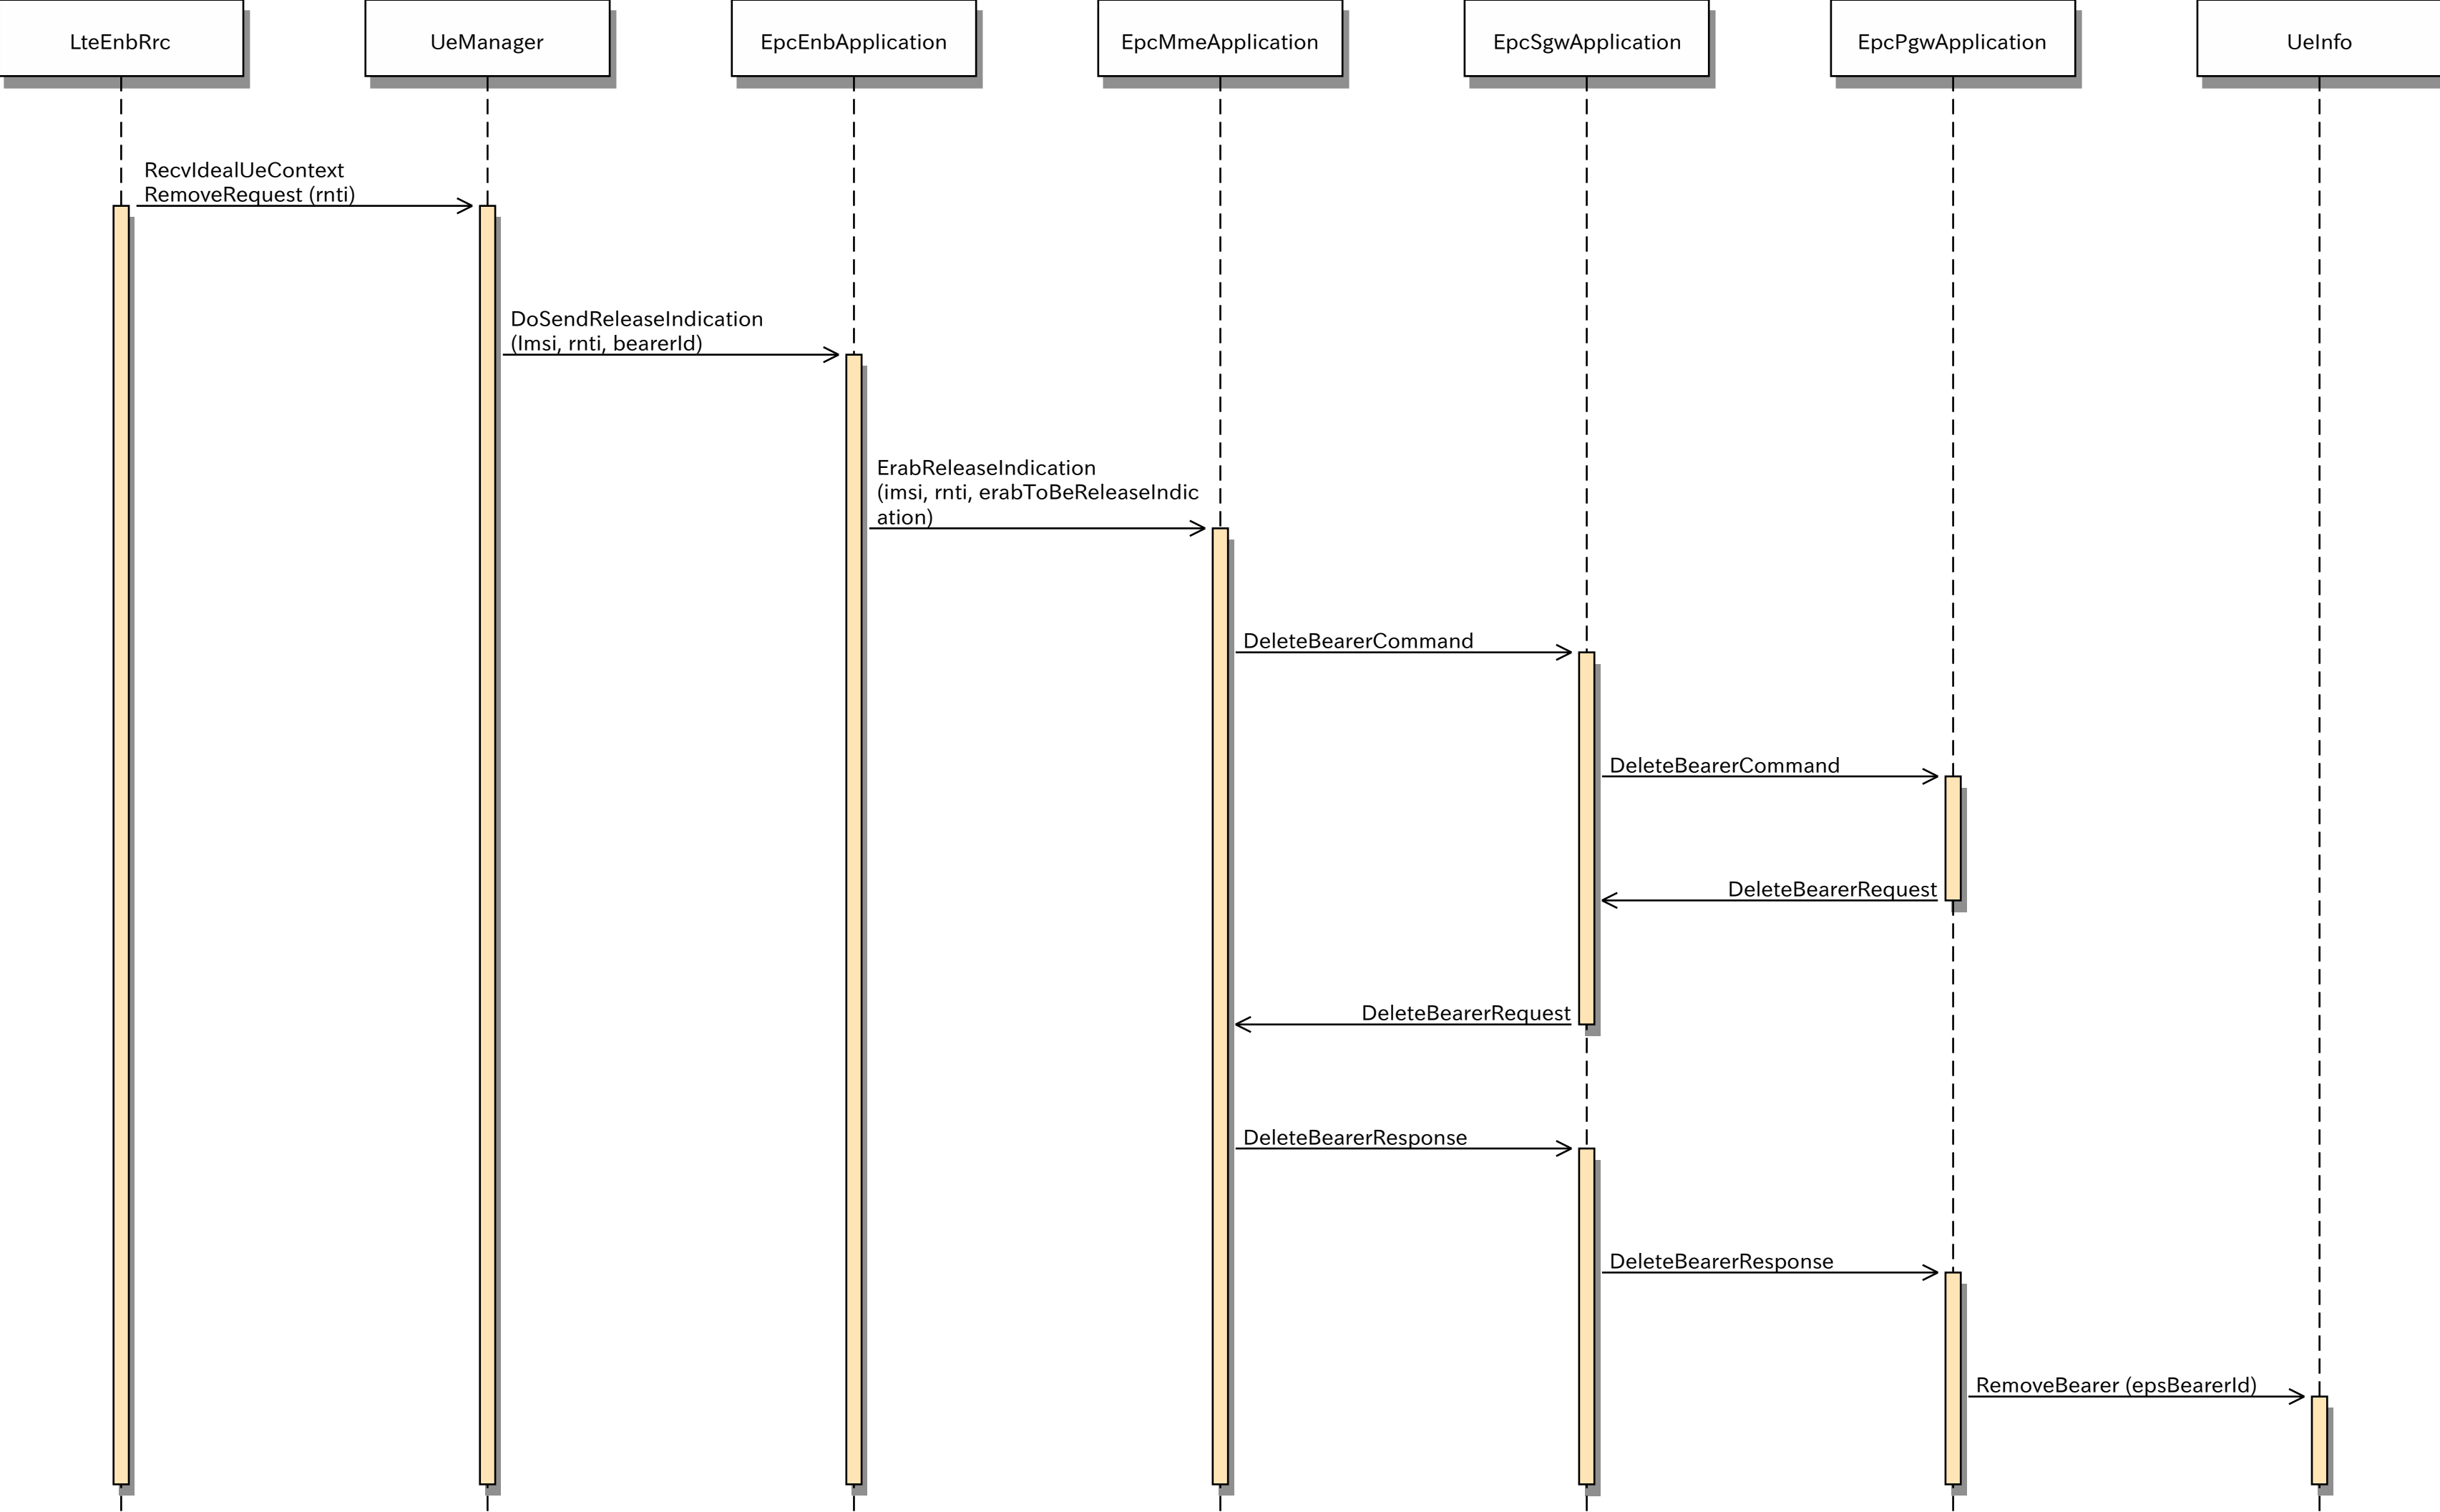 LteEnbRrc
UeManager
EpcEnbApplication
EpcMmeApplication
EpcSgwApplication
EpcPgwApplication
UeInfo
RecvIdealUeContext
RemoveRequest (rnti)
DoSendReleaseIndication
(Imsi, rnti, bearerId)
ErabReleaseIndication
(imsi, rnti, erabToBeReleaseIndic
ation)
DeleteBearerCommand
DeleteBearerCommand
DeleteBearerRequest
DeleteBearerRequest
DeleteBearerResponse
DeleteBearerResponse
RemoveBearer (epsBearerId)